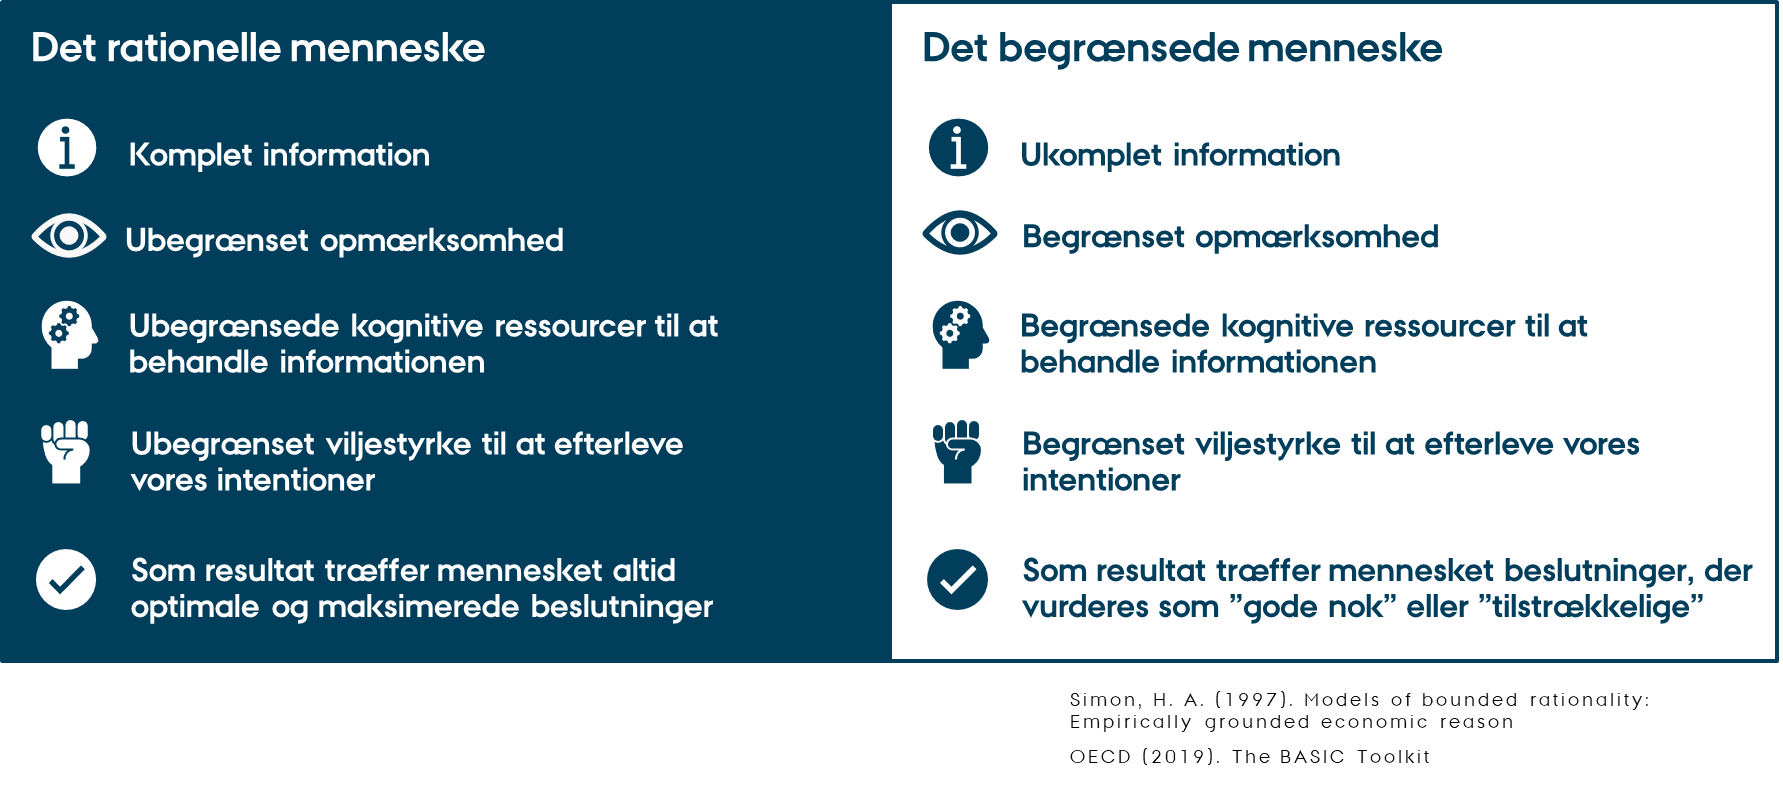 Det rationelle menneske
Komplet information
Ubegrænset opmærksomhed
Ubegrænsede kognitive ressourcer til at
behandle informationen
Ubegrænset viljestyrke til at efterleve
vores intentioner
Som resultat træffer mennesket altid
optimale og maksimerede beslutninger
Det begrænsede menneske
Ukomplet information
Begrænset opmærksomhed
Begrænsede kognitive ressourcer til at
behandle informationen
Begrænset viljestyrke til at efterleve vores
intentioner
Som resultat træffer mennesket beslutninger, der
vurderes som ”gode nok” eller ”tilstrækkelige”
Simon, H. A. (1997). Models of bounded rationality:
Empirically grounded economic reason
OECD (2019). The BASIC Toolkit